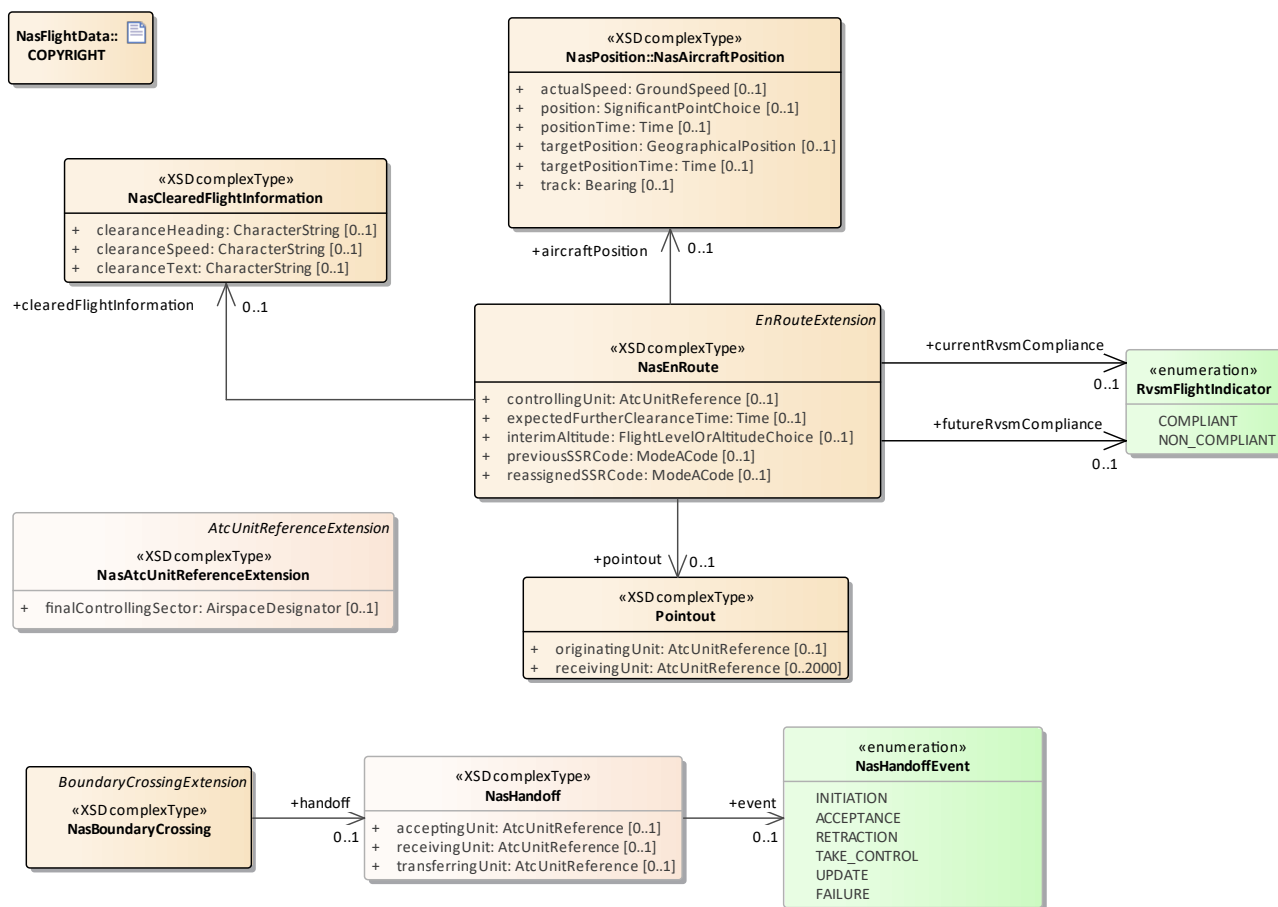 NasFlightData::
COPYRIGHT
«XSDcomplexType»
NasPosition::NasAircraftPosition
+ actualSpeed: GroundSpeed [0..1]
+ position: SignificantPointChoice [0..1]
+ positionTime: Time [0..1]
+ targetPosition: GeographicalPosition [0..1]
+ targetPositionTime: Time [0..1]
+ track: Bearing [0..1]
«XSDcomplexType»
NasClearedFlightInformation
+ clearanceHeading: CharacterString [0..1]
+ clearanceSpeed: CharacterString [0..1]
+ clearanceText: CharacterString [0..1]
+aircraftPosition
0..1
+clearedFlightInformation
0..1
EnRouteExtension
«XSDcomplexType»
NasEnRoute
+ controllingUnit: AtcUnitReference [0..1]
+ expectedFurtherClearanceTime: Time [0..1]
+ interimAltitude: FlightLevelOrAltitudeChoice [0..1]
+ previousSSRCode: ModeACode [0..1]
+ reassignedSSRCode: ModeACode [0..1]
+currentRvsmCompliance
0..1
+futureRvsmCompliance
0..1
«enumeration»
RvsmFlightIndicator
COMPLIANT
NON_COMPLIANT
AtcUnitReferenceExtension
«XSDcomplexType»
NasAtcUnitReferenceExtension
+ finalControllingSector: AirspaceDesignator [0..1]
+pointout
0..1
«XSDcomplexType»
Pointout
+ originatingUnit: AtcUnitReference [0..1]
+ receivingUnit: AtcUnitReference [0..2000]
BoundaryCrossingExtension
«XSDcomplexType»
NasBoundaryCrossing
+handoff
0..1
«XSDcomplexType»
NasHandoff
+ acceptingUnit: AtcUnitReference [0..1]
+ receivingUnit: AtcUnitReference [0..1]
+ transferringUnit: AtcUnitReference [0..1]
+event
0..1
«enumeration»
NasHandoffEvent
INITIATION
ACCEPTANCE
RETRACTION
TAKE_CONTROL
UPDATE
FAILURE